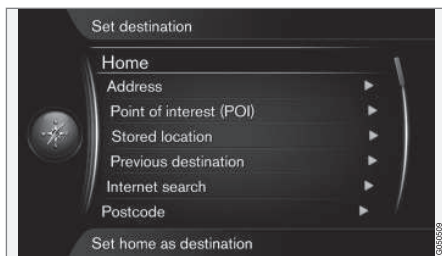 Set destination
Home
Address
Point of interest (POI)
Stored location
Previous destination
Internet search
Postcode
Set home as destination
G050509